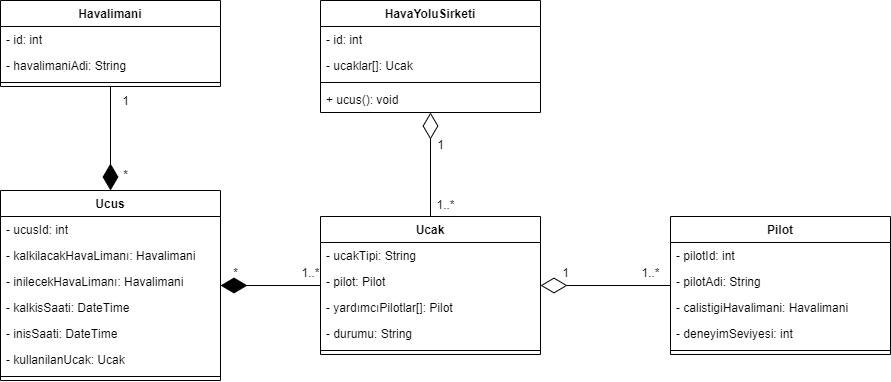 Havalimani
- id: int
- havalimaniAdi: String
1
*
HavaYoluSirketi
- id: int
- ucaklar[]: Ucak
+ ucus(): void
1
1..*
Ucus
- ucusId: int
- kalkilacakHavaLimanı: Havalimani
- inilecekHavaLimanı: Havalimani
- kalkisSaati: DateTime
- inisSaati: DateTime
- kullanilanUcak: Ucak
*
1..*
Ucak
- ucakTipi: String
- pilot: Pilot
- yardımcıPilotlar[]: Pilot
- durumu: String
1
1..*
Pilot
- pilotId: int
- pilotAdi: String
- calistigiHavalimani: Havalimani
- deneyimSeviyesi: int